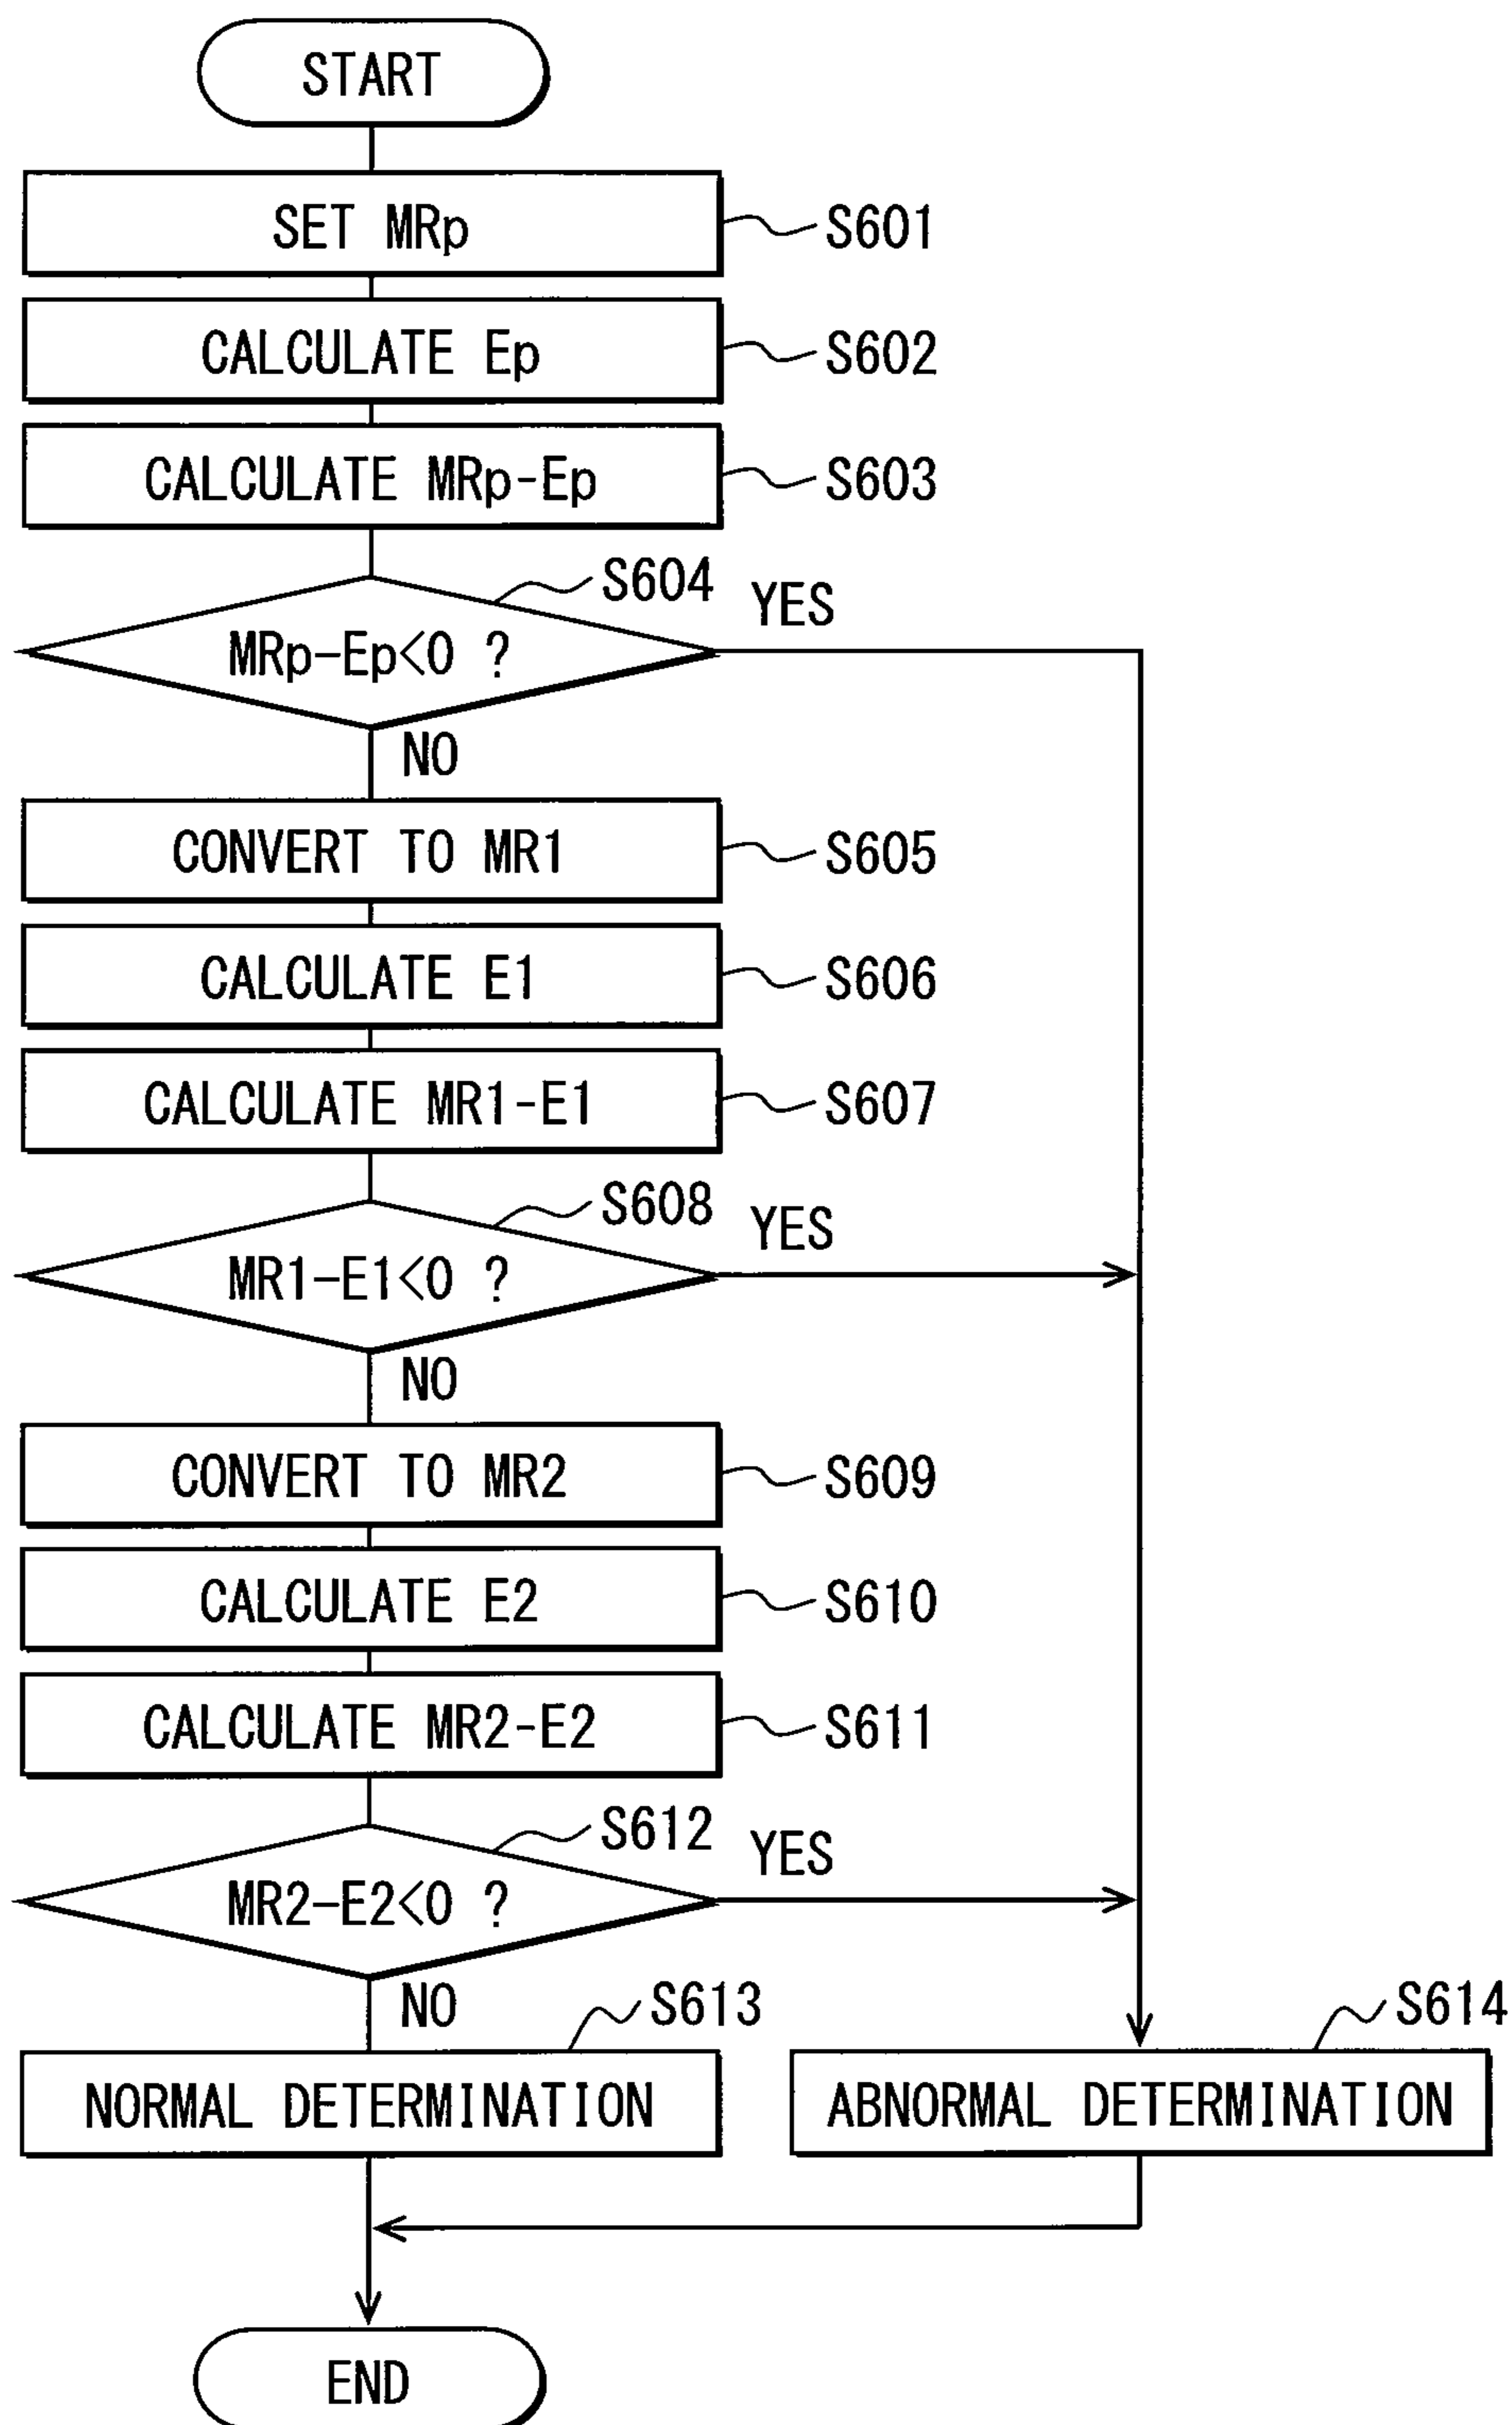 START
SET MRp
S601
CALCULATE Ep
S602
CALCULATE MRp-Ep
S603
S604
YES
MRp-Ep<0 ?
NO
CONVERT TO MR1
S605
CALCULATE E1
S606
CALCULATE MR1-E1
S607
S608
YES
MR1-E1<0 ?
NO
CONVERT TO MR2
S609
CALCULATE E2
S610
CALCULATE MR2-E2
S611
S612
YES
MR2-E2<0 ?
NO
S613
S614
NORMAL DETERMINATION
ABNORMAL DETERMINATION
END